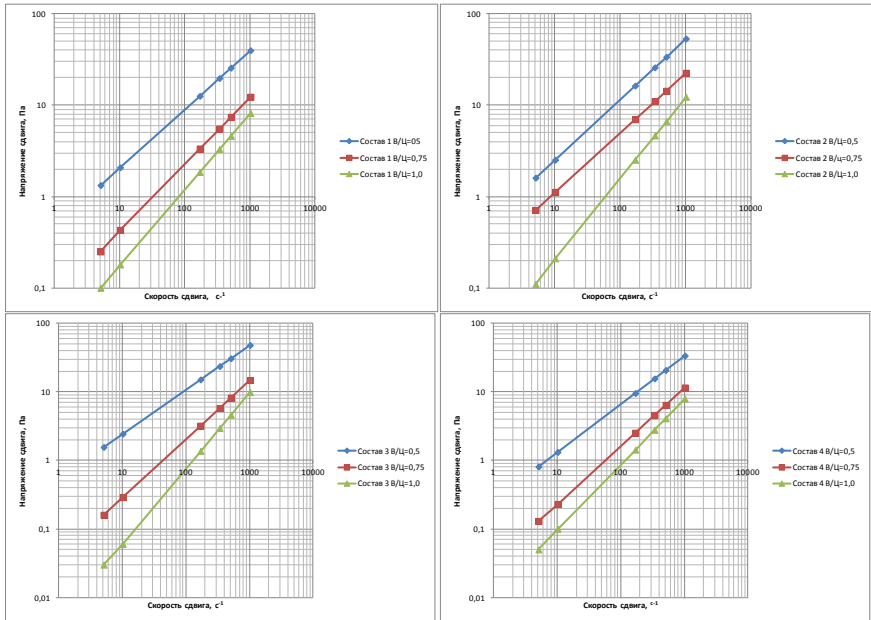 100
10
1
0,1
1
10
100
1000
10000
Напряжение сдвига, Па
Скорость сдвига, с-1
Состав 1 В/Ц=05
Состав 1 В/Ц=0,75
Состав 1 В/Ц=1,0
100
10
1
0,1
1
10
100
1000
10000
Напряжение сдвига, Па
Скорость сдвига, с-1
Состав 2 В/Ц=0,5
Состав 2 В/Ц=0,75
Состав 2 В/Ц=1,0
100
10
1
0,1
0,01
1
10
100
1000
10000
Напряжение сдвига, Па
Скорость сдвига, с-1
Состав 3 В/Ц=0,5
Состав 3 В/Ц=0,75
Состав 3 В/Ц=1,0
100
10
1
0,1
0,01
1
10
100
1000
10000
Напряжение сдвига, Па
Скорость сдвига, с-1
Состав 4 В/Ц=0,5
Состав 4 В/Ц=0,75
Состав 4 В/Ц=1,0